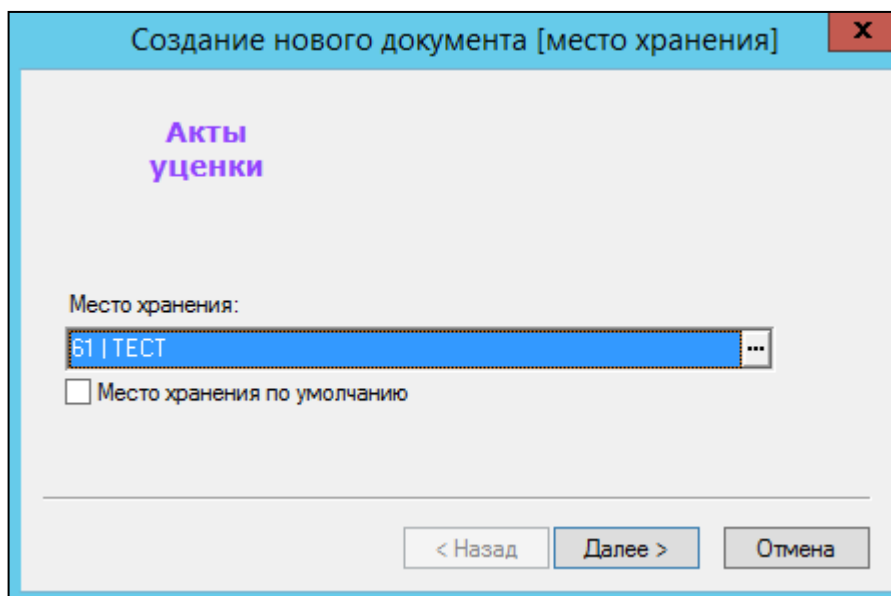 Создание нового документа [место хранения]
x
Акты
уценки
Место хранения:
61 | ТЕСТ
...
Место хранения по умолчанию
< Назад
Далее >
Отмена